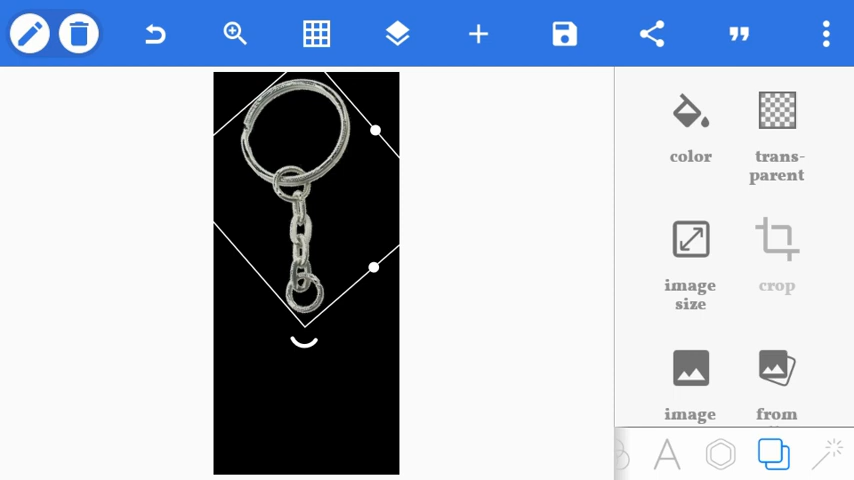 color
trans-
parent
image
size
crop
image
from